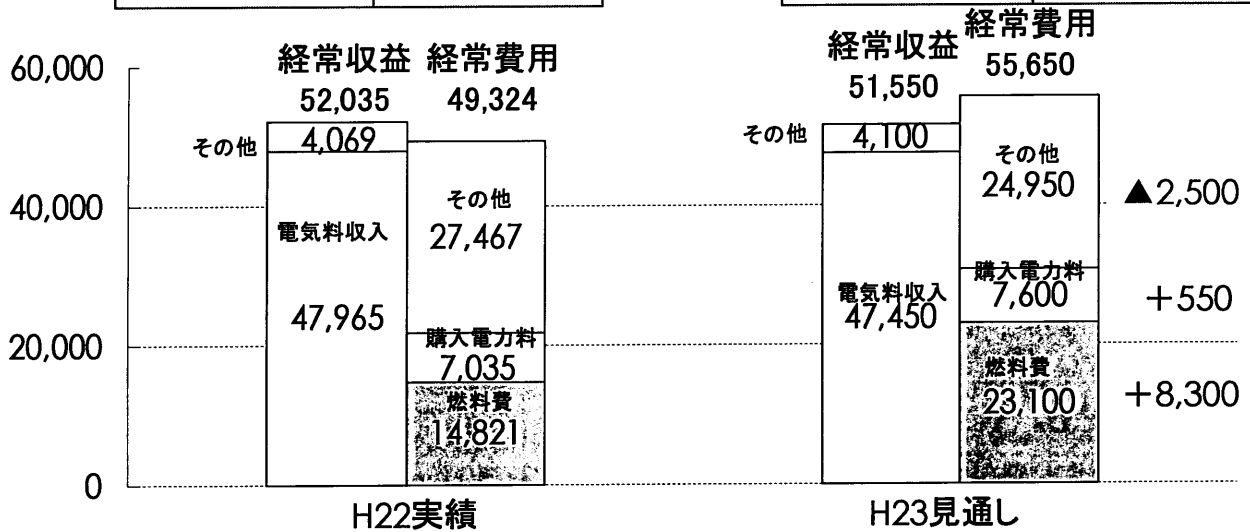 経常収益 経常費用
52,035 49,324
経常収益 経常費用
51,550 55,650
60,000
40,000
20,000
0
その他
4,069
電気料収入
47,965
その他
27,467
購入電力料
7,035
燃料費
14,821
H22実績
その他
4,100
電気料収入
47,450
その他
24,950
購入電力料
7,600
燃料費
23,100
▲2,500
+550
+8,300
H23見通し